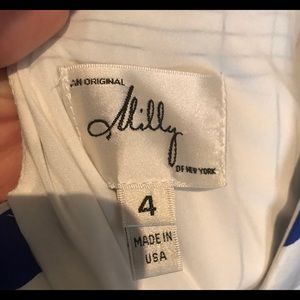 AN ORIGINAL
Milly
OF NEW YORK
4
MADE IN
USA